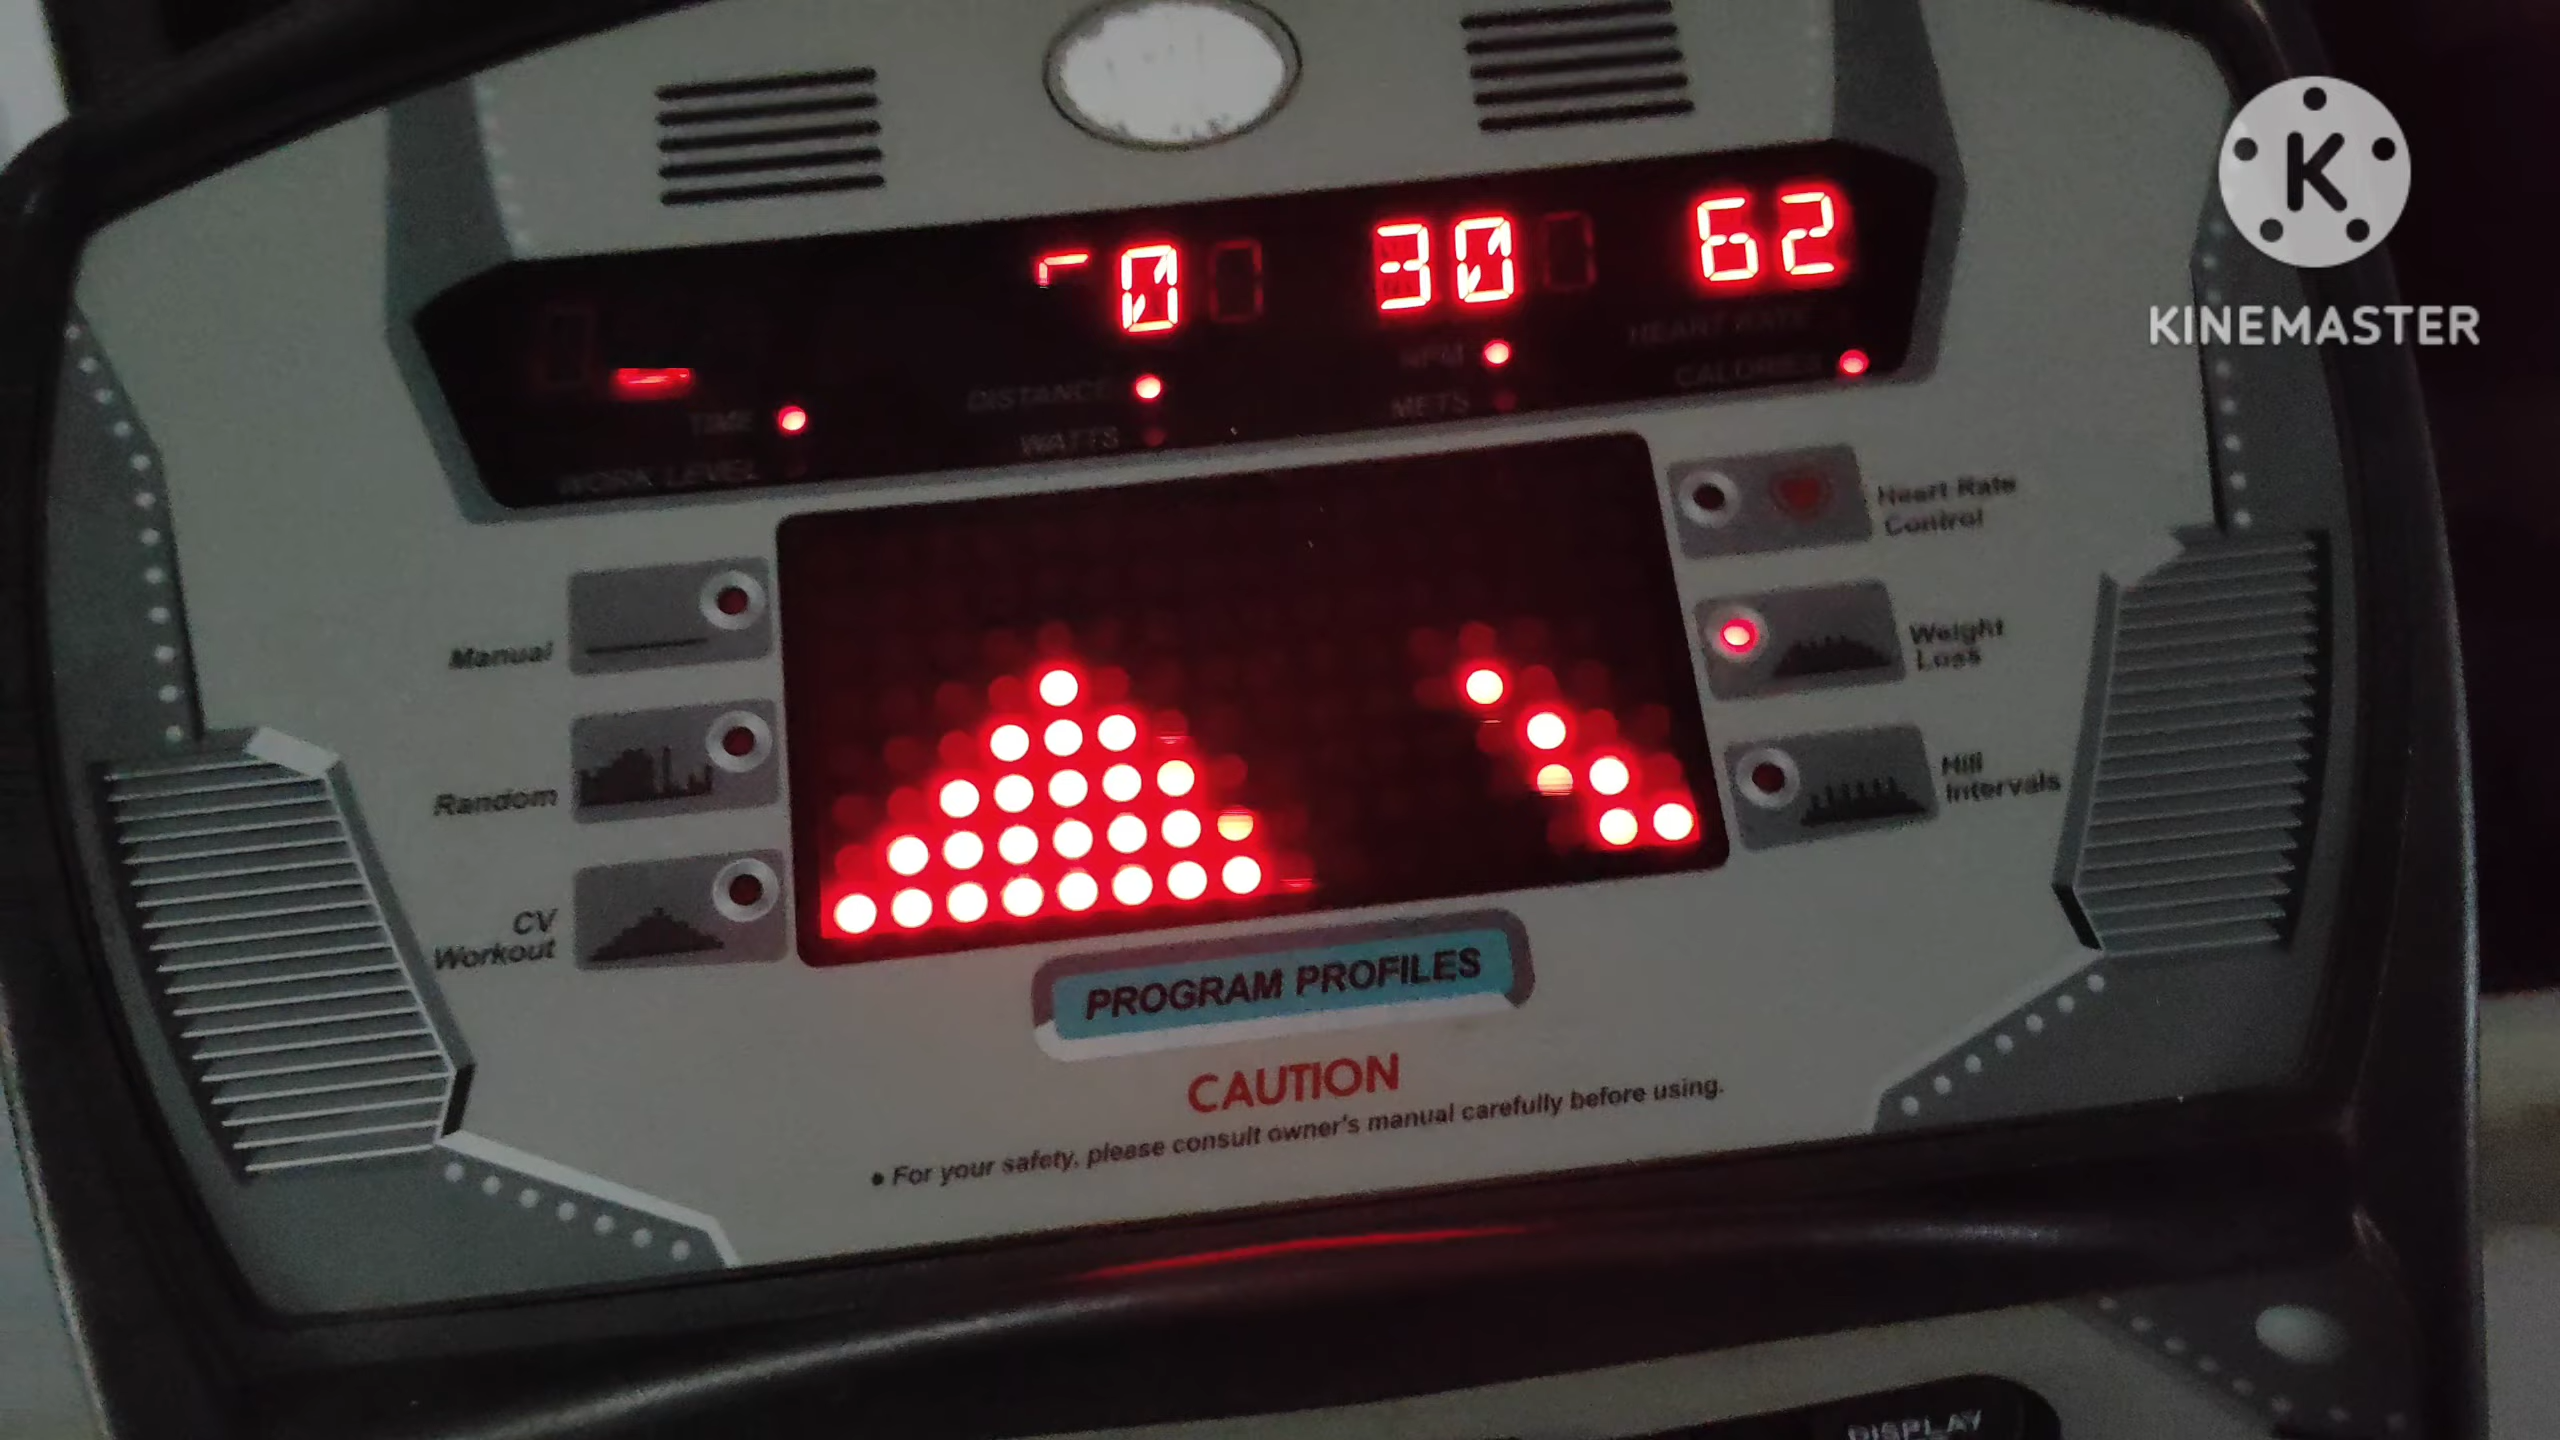 0
30
62
TIME
WORK LEVEL
DISTANCE
WATTS
RPM
METS
HEART RATE
CALORIES
Manual
Random
CV
Workout
Heart Rate
Control
Weight
Loss
Hill
Intervals
PROGRAM PROFILES
CAUTION
• For your safety, please consult owner's manual carefully before using.
DISPLAY
K
KINEMASTER